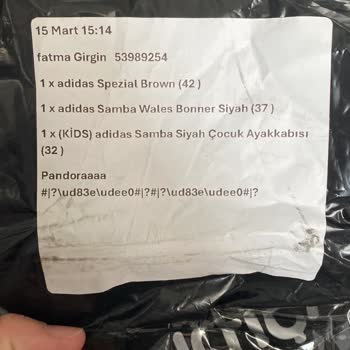 15 Mart 15:14
fatma Girgin 53989254
1 x adidas Spezial Brown (42 )
1 x adidas Samba Wales Bonner Siyah (37 )
1 x (KİDS) adidas Samba Siyah Çocuk Ayakkabısı
(32 )
Pandoraaaa
#|?\ud83e\udee0#|?#|?\ud83e\udee0#|?